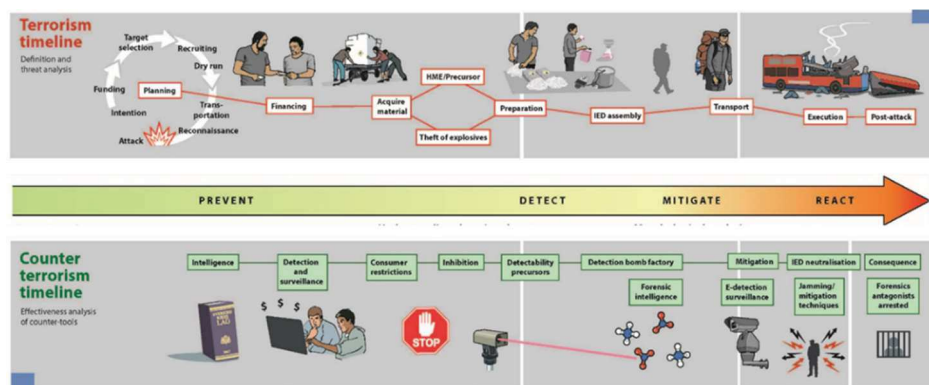 Terrorism
timeline
Definition and
threat analysis
Target
selection
Recruiting
Dry run
Funding
Planning
Trans-
portation
Intention
Reconnaissance
Attack
Financing
Acquire
material
HME/Precursor
Theft of explosives
Preparation
IED assembly
Transport
Execution
Post-attack
PREVENT
DETECT
MITIGATE
REACT
Counter
terrorism
timeline
Effectiveness analysis
of counter-tools
Intelligence
Detection
and
surveillance
Consumer
restrictions
Inhibition
Detectability
precursors
Detection bomb factory
Mitigation
IED neutralisation
Consequence
Forensic
intelligence
E-detection
surveillance
Jamming/
mitigation
techniques
Forensics
antagonists
arrested
$ $ $
LAG
STOP